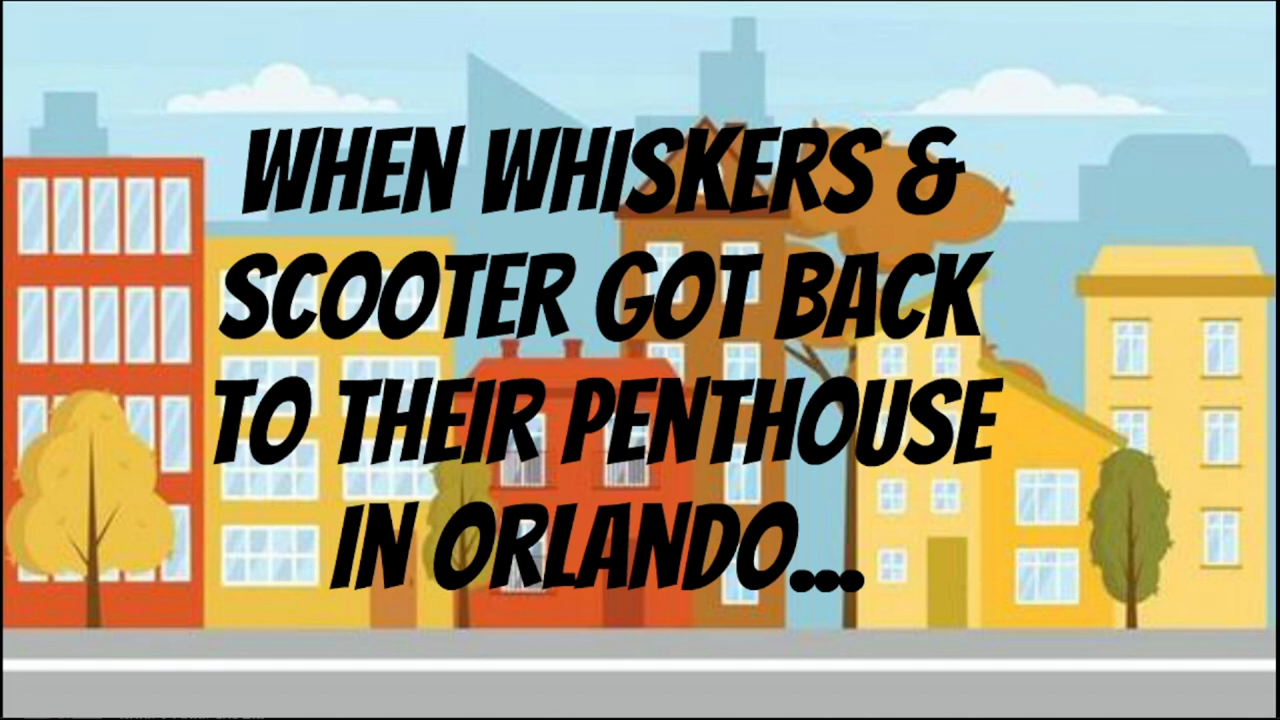 WHEN WHISKERS &
SCOOTER GOT BACK
TO THEIR PENTHOUSE
IN ORLANDO...